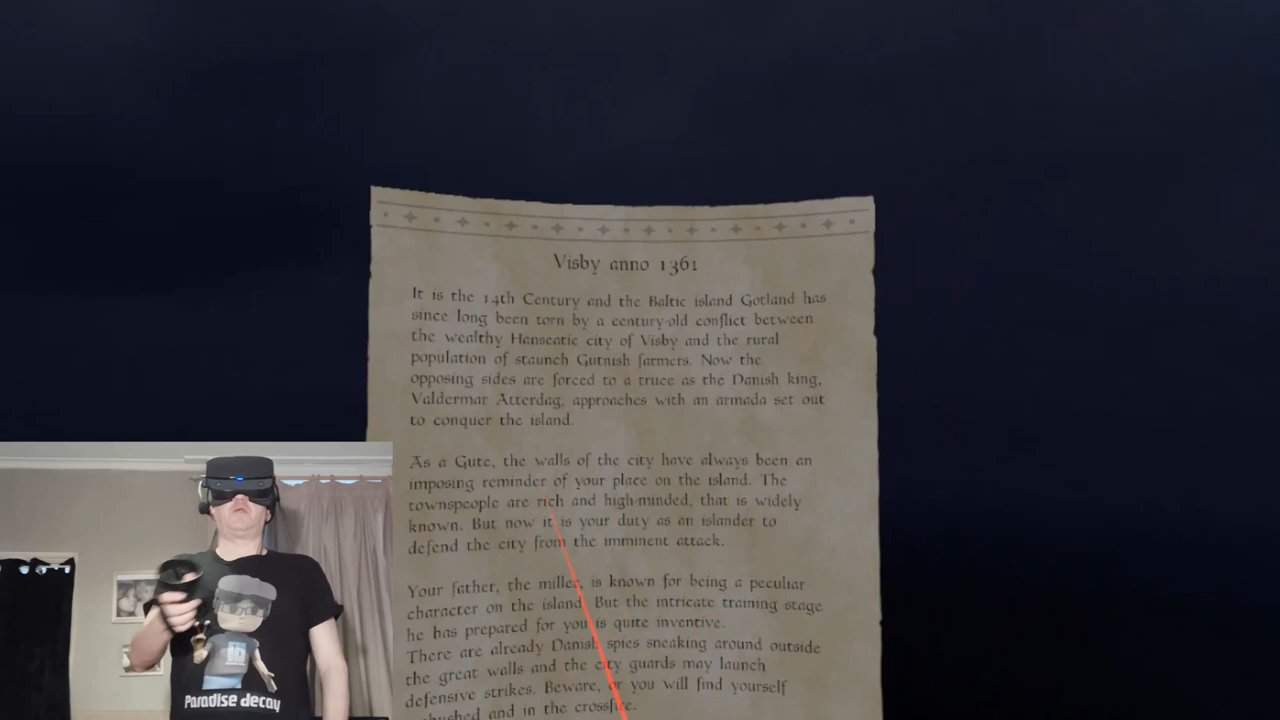 Visby anno 1361
It is the 14th Century and the Baltic island Gotland has
since long been torn by a century-old conflict between
the wealthy Hanseatic city of Visby and the rural
population of staunch Gutnish farmers. Now the
opposing sides are forced to a truce as the Danish king,
Valdermar Atterdag, approaches with an armada set out
to conquer the island.
As a Gute, the walls of the city have always been an
imposing reminder of your place on the island. The
townspeople are rich and high-minded, that is widely
known. But now it is your duty as an islander to
defend the city from the imminent attack.
Your father, the miller, is known for being a peculiar
character on the island. But the intricate training stage
he has prepared for you is quite inventive.
There are already Danish spies sneaking around outside
the great walls and the city guards may launch
defensive strikes. Beware, or you will find yourself
and in the crossfire.
Paradise decay